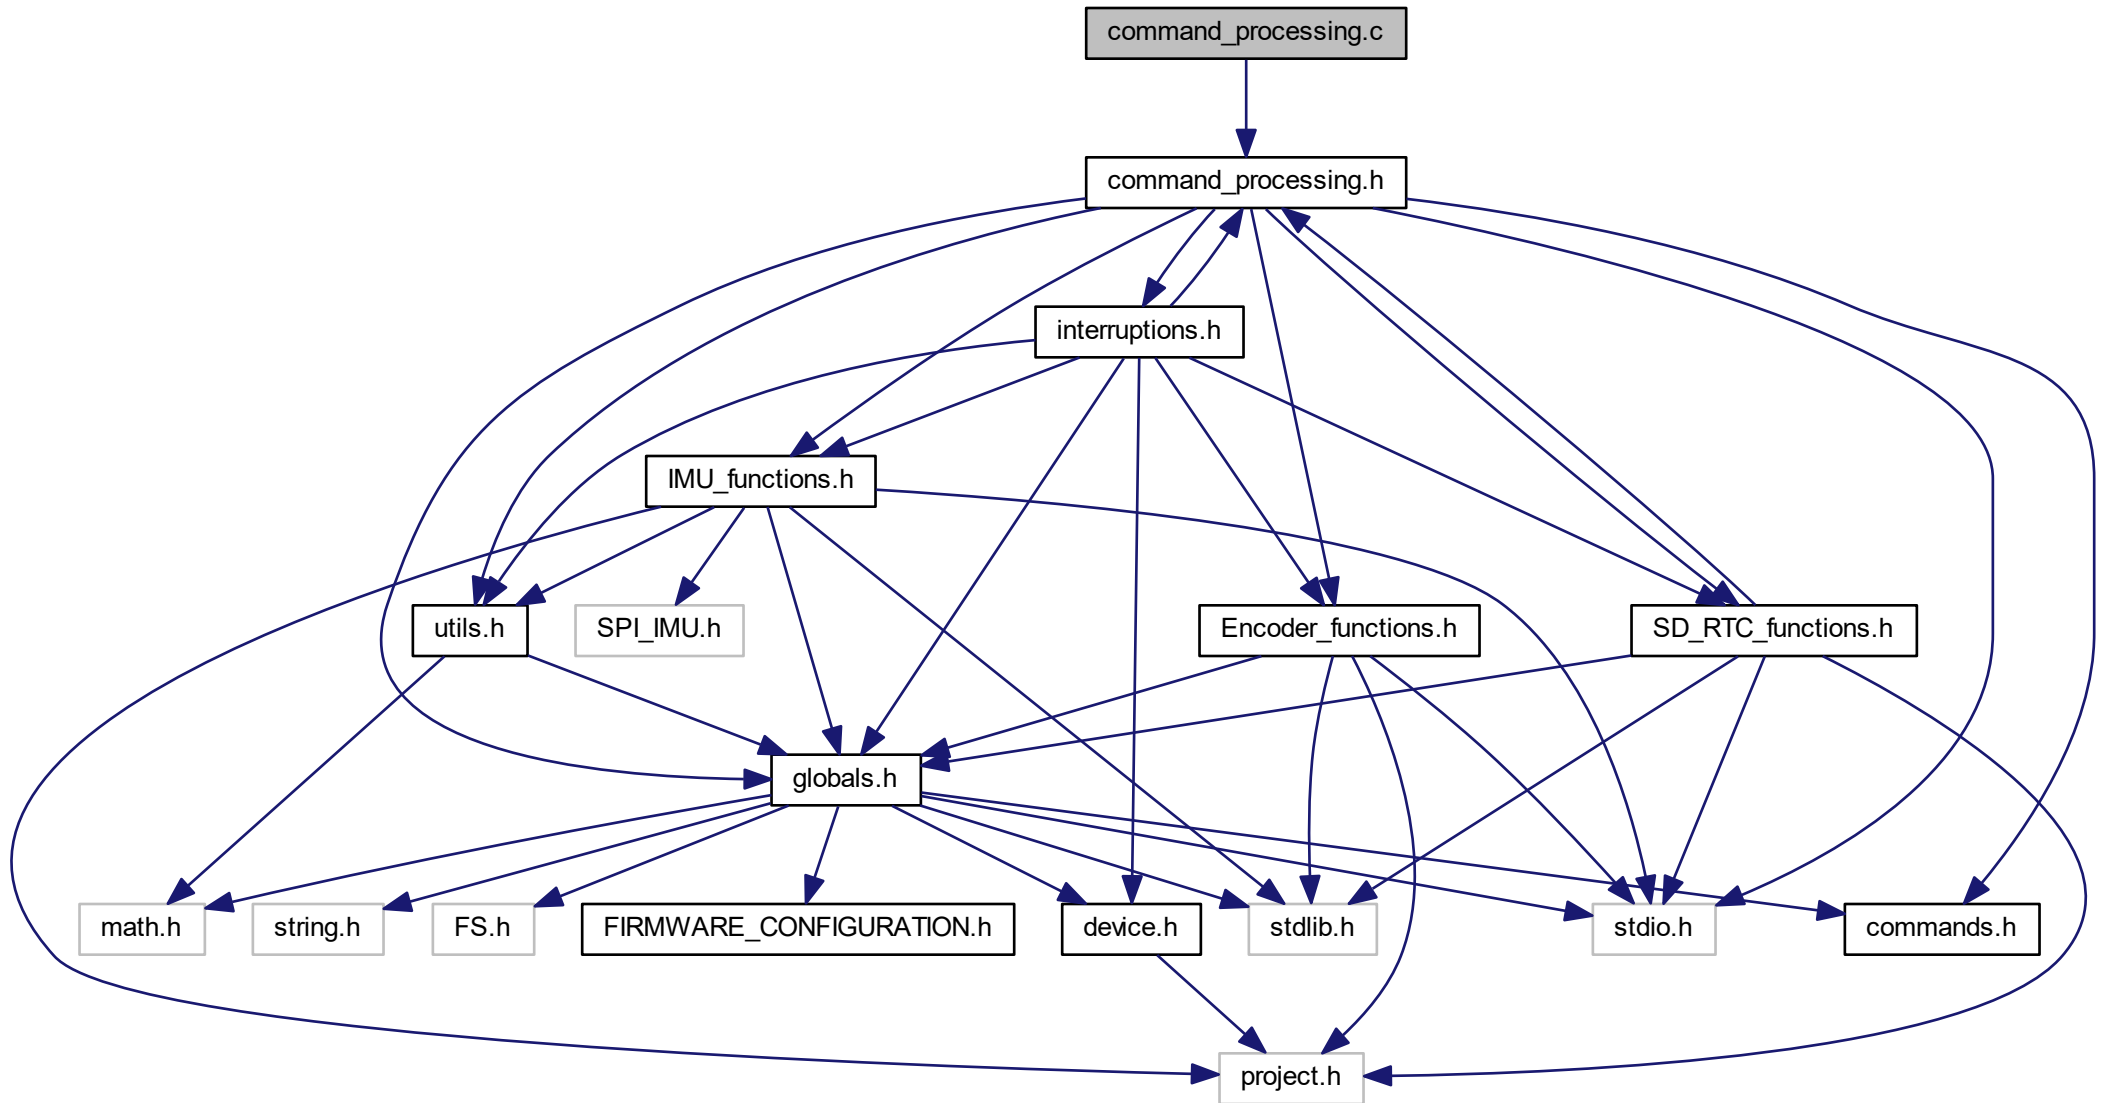 command_processing.c
command_processing.h
interruptions.h
IMU_functions.h
utils.h
SPI_IMU.h
Encoder_functions.h
SD_RTC_functions.h
globals.h
math.h
string.h
FS.h
FIRMWARE_CONFIGURATION.h
device.h
stdlib.h
stdio.h
commands.h
project.h